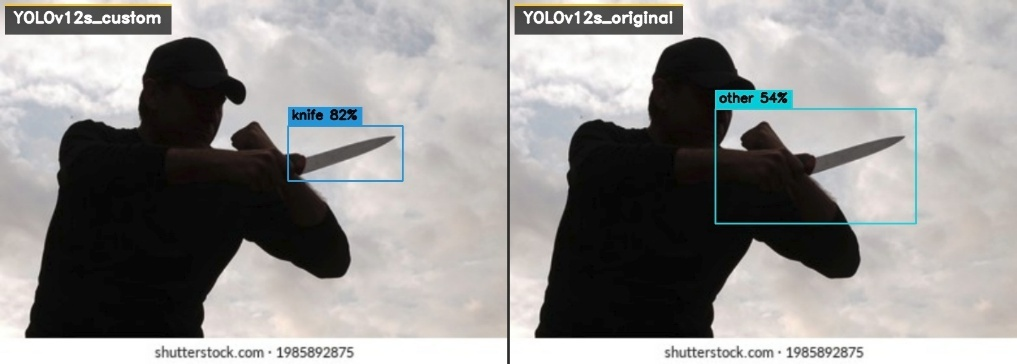 YOLOv12s_custom
knife 82%
shutterstock.com · 1985892875
YOLOv12s_original
other 54%
shutterstock.com · 1985892875